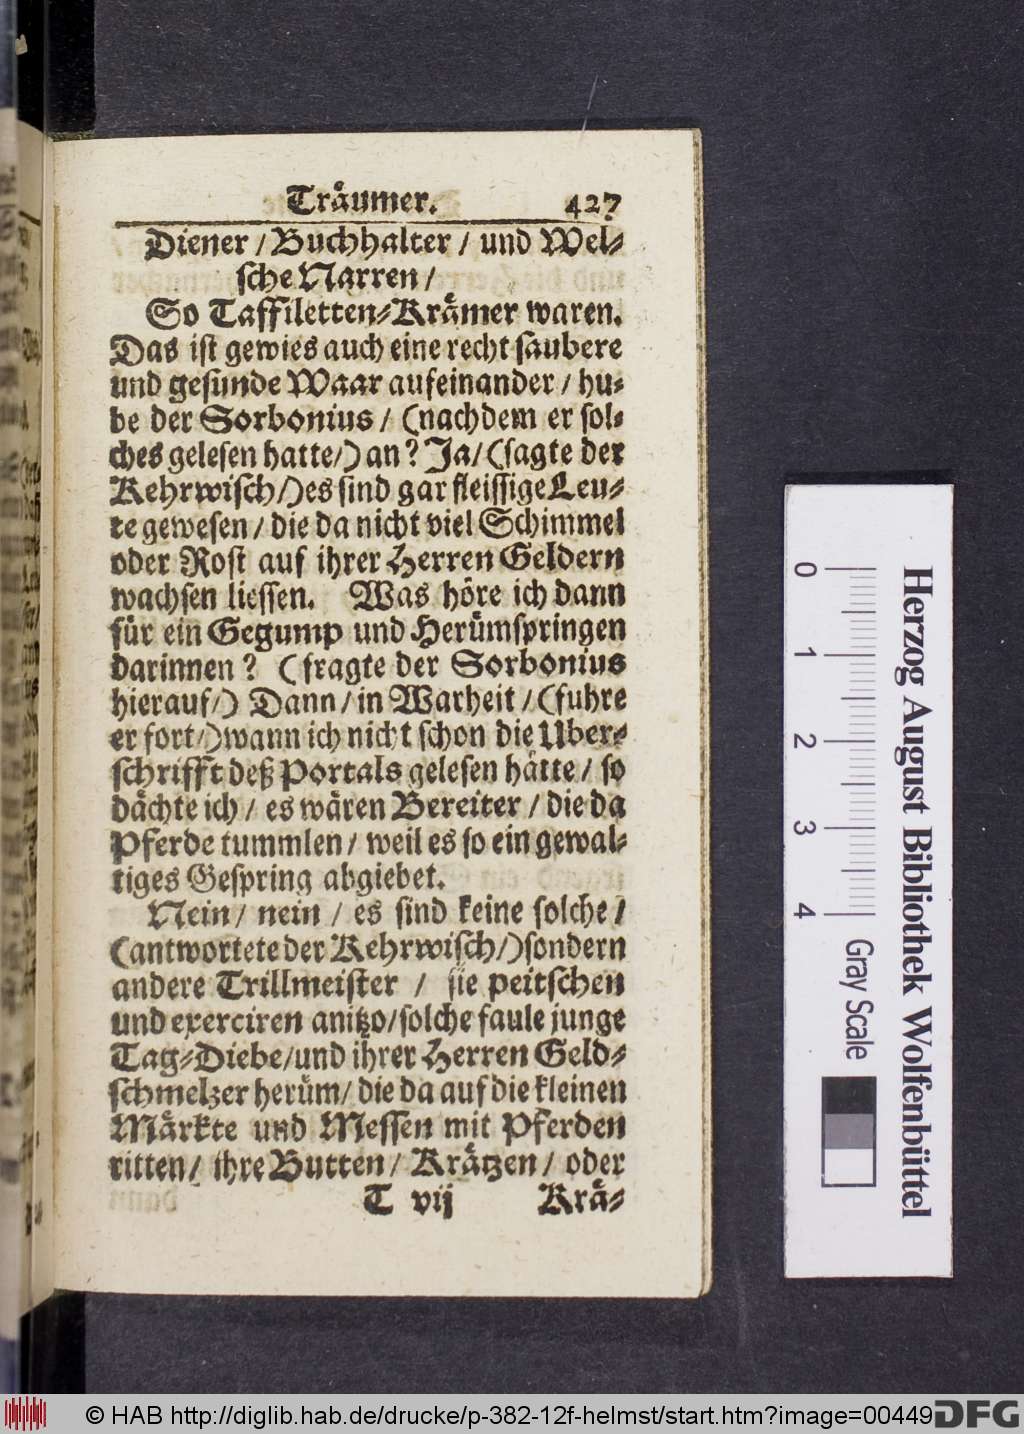 Träumer. 427
Diener / Buchhalter / und Wel-
sche Narren /
So Taffiletten-Krämer waren.
Das ist gewies auch eine recht saubere
und gesunde Waar aufeinander / hu-
be der Sorbonius / (nachdem er sol-
ches gelesen hatte/) an? Ja/ (sagte der
Kehrwisch/) es sind gar fleissige Leu-
te gewesen / die da nicht viel Schimmel
oder Rost auf ihrer Herren Geldern
wachsen liessen. Was höre ich dann
für ein Gegump und Herümspringen
darinnen? (fragte der Sorbonius
hierauf/) Dann / in Warheit / (fuhre
er fort/) wann ich nicht schon die Uber-
schrifft deß Portals gelesen hätte / so
dächte ich / es wären Bereiter / die da
Pferde tummlen / weil es so ein gewal-
tiges Gespring abgiebet.
Nein / nein / es sind keine solche /
(antwortete der Kehrwisch/) sondern
andere Trillmeister / sie peitschen
und exerciren anitzo / solche faule junge
Tag-Diebe / und ihrer Herren Geld-
schmelzer herüm / die da auf die kleinen
Märkte und Messen mit Pferden
ritten / ihre Butten / Krätzen / oder
T vij Krä-
Herzog August Bibliothek Wolfenbüttel
0 1 2 3 4 Gray Scale
© HAB http://diglib.hab.de/drucke/p-382-12f-helmst/start.htm?image=00449 DFG